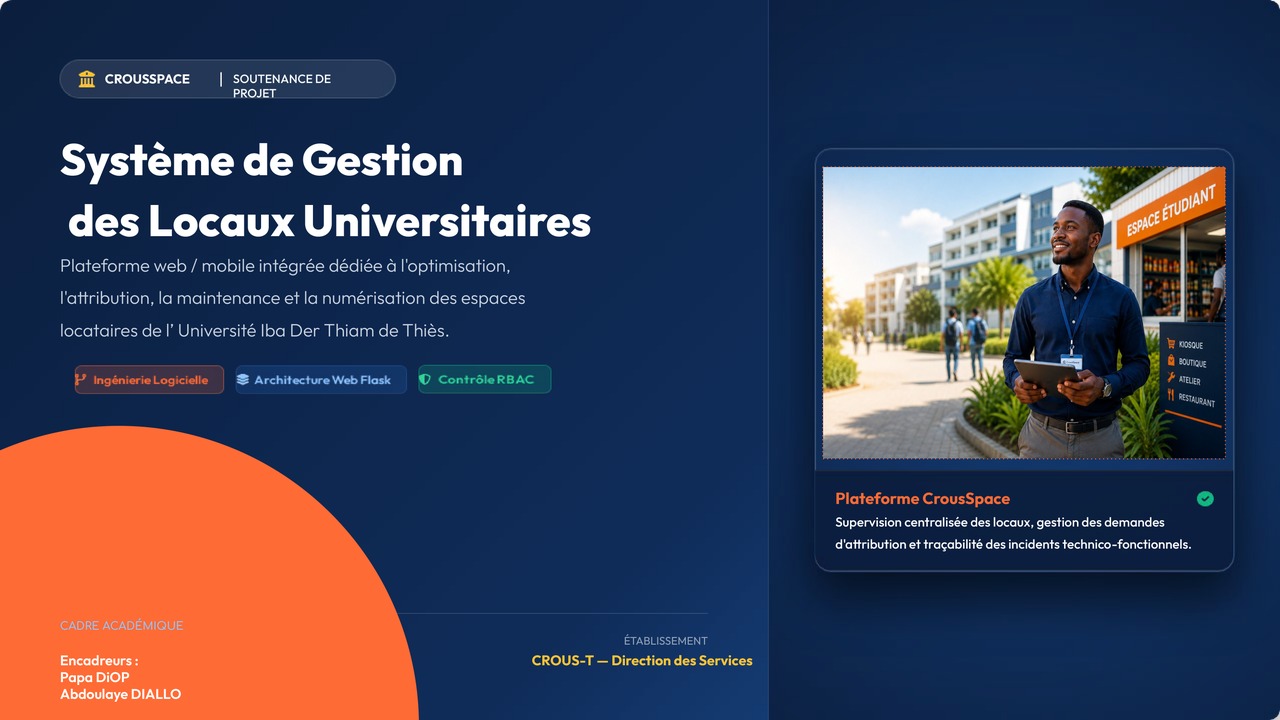 CROUSSPACE | SOUTENANCE DE
PROJET
Système de Gestion
des Locaux Universitaires
Plateforme web / mobile intégrée dédiée à l'optimisation,
l'attribution, la maintenance et la numérisation des espaces
locataires de l’ Université Iba Der Thiam de Thiès.
Ingénierie Logicielle
Architecture Web Flask
Contrôle RBAC
CADRE ACADÉMIQUE
Encadreurs :
Papa DiOP
Abdoulaye DIALLO
ÉTABLISSEMENT
CROUS-T — Direction des Services
ESPACE ÉTUDIANT
KIOSQUE
BOUTIQUE
ATELIER
RESTAURANT
Plateforme CrousSpace
Supervision centralisée des locaux, gestion des demandes
d'attribution et traçabilité des incidents technico-fonctionnels.